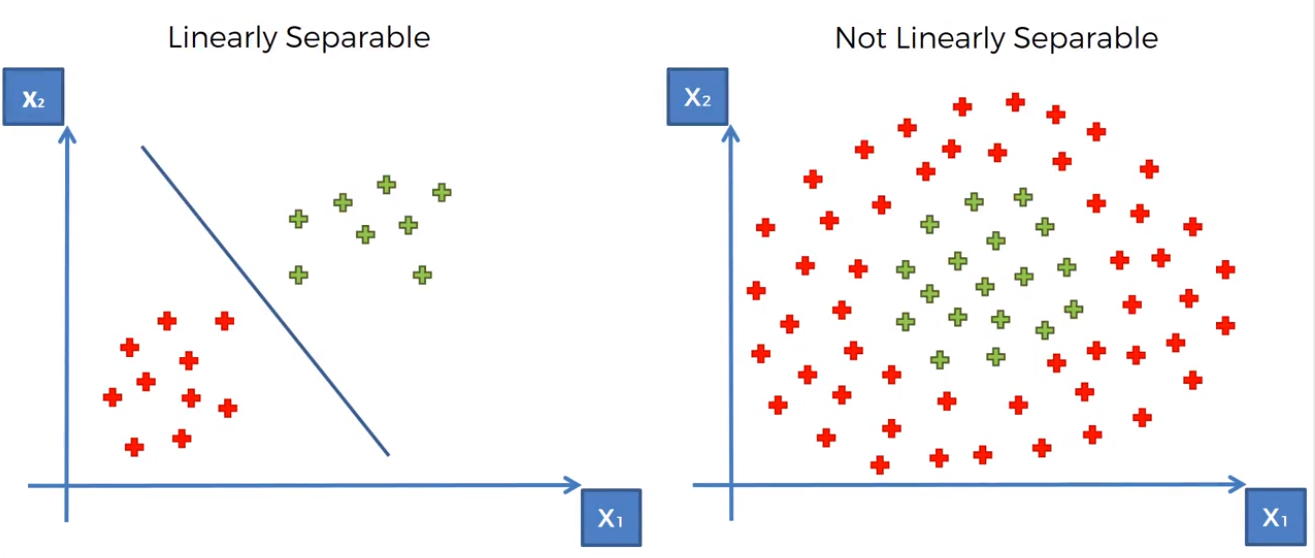 Linearly Separable
X₂
X₁
Not Linearly Separable
X₂
X₁